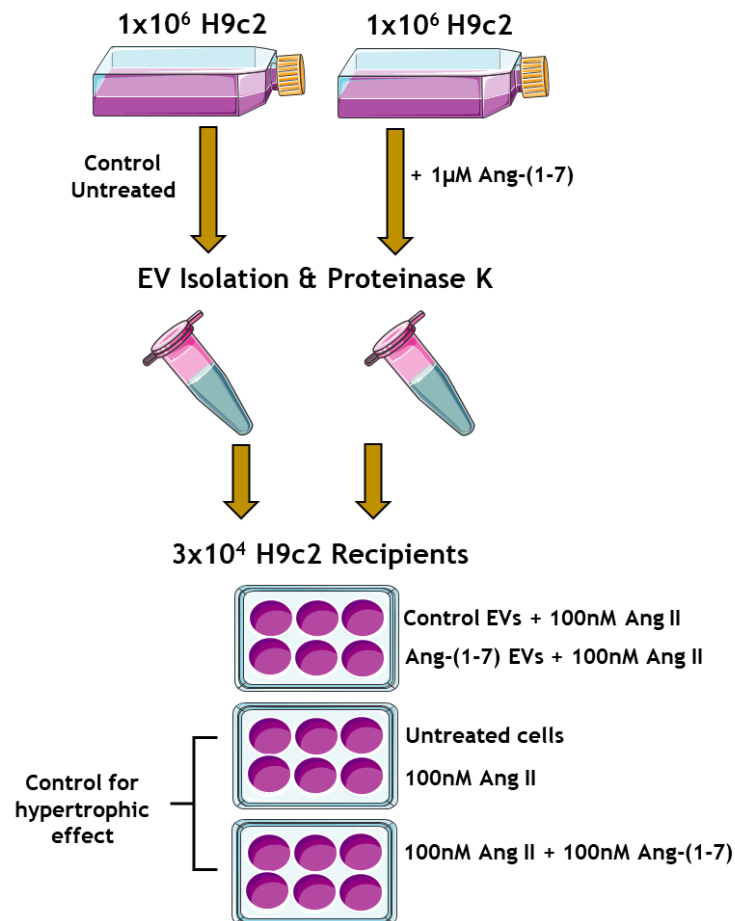 1x10⁶ H9c2
1x10⁶ H9c2
Control
Untreated
+ 1µM Ang-(1-7)
EV Isolation & Proteinase K
3x10⁴ H9c2 Recipients
Control EVs + 100nM Ang II
Ang-(1-7) EVs + 100nM Ang II
Control for
hypertrophic
effect
Untreated cells
100nM Ang II
100nM Ang II + 100nM Ang-(1-7)